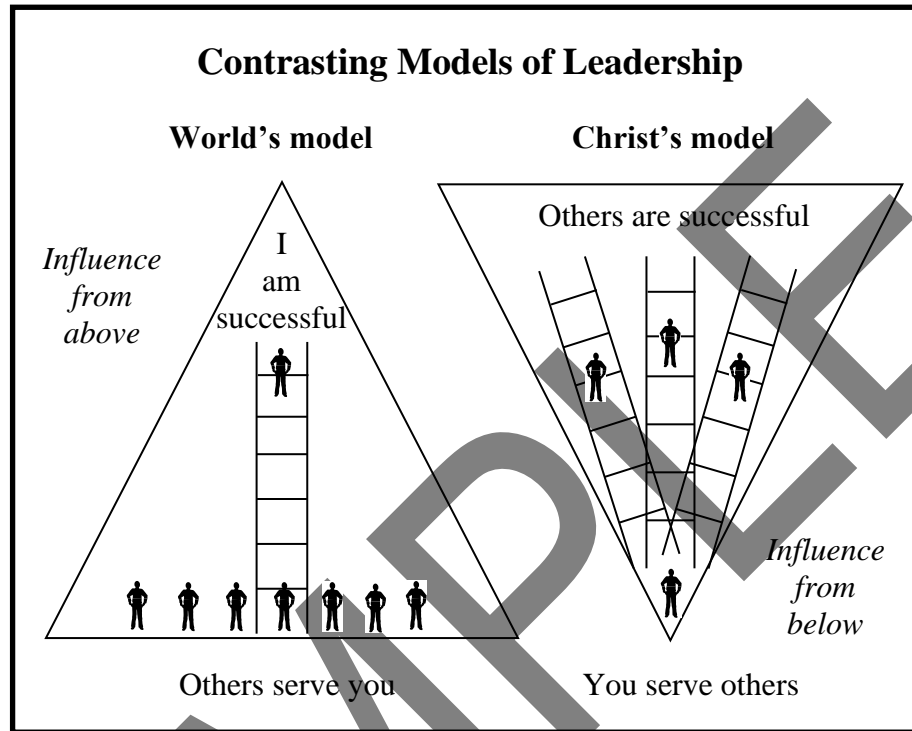 Contrasting Models of Leadership
World's model
Christ's model
Influence
from
above
I
am
successful
Others serve you
Others are successful
Influence
from
below
You serve others